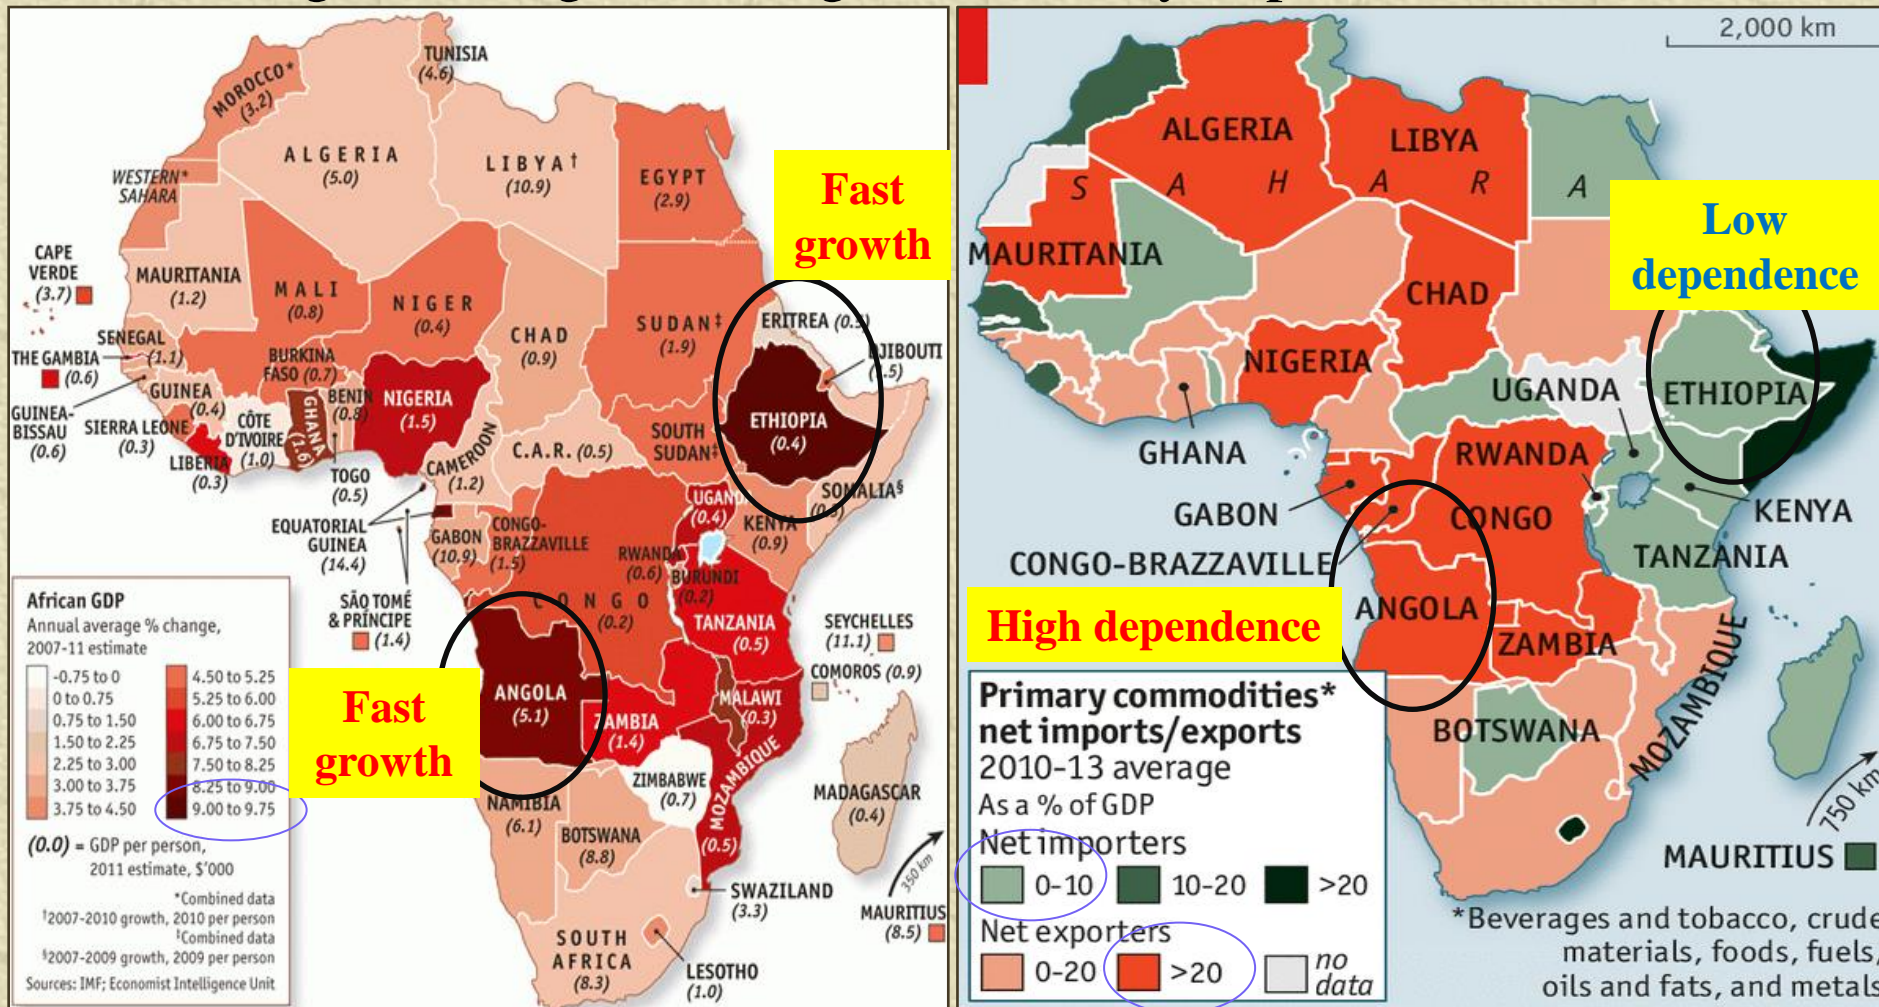 TUNISIA
(4.6)
MOROCCO*
(3.2)
ALGERIA
(5.0)
LIBYA†
(10.9)
EGYPT
(2.9)
WESTERN*
SAHARA
Fast
growth
CAPE
VERDE
(3.7)
MAURITANIA
(1.2)
MALI
(0.8)
NIGER
(0.4)
CHAD
(0.9)
SUDAN‡
(1.9)
ERITREA (0.5)
DJIBOUTI
SENEGAL
(1.1)
THE GAMBIA
(0.6)
BURKINA
FASO (0.7)
GUINEA
(0.4)
BENIN
(0.8)
NIGERIA
(1.5)
ETHIOPIA
(0.4)
GUINEA-
BISSAU
(0.6)
SIERRA LEONE
(0.3)
CÔTE
D'IVOIRE
(1.0)
GHANA
(1.6)
LIBERIA
(0.3)
TOGO
(0.5)
CAMEROON
(1.2)
C.A.R. (0.5)
SOUTH
SUDAN‡
SOMALIA§
UGANDA
(0.4)
KENYA
(0.9)
EQUATORIAL
GUINEA
(14.4)
GABON
(10.9)
CONGO-
BRAZZAVILLE
(1.5)
RWANDA
(0.6)
BURUNDI
(0.2)
CONGO
(0.2)
SÃO TOMÉ
& PRÍNCIPE
(1.4)
TANZANIA
(0.5)
SEYCHELLES
(11.1)
COMOROS (0.9)
ANGOLA
(5.1)
ZAMBIA
(1.4)
MALAWI
(0.3)
Fast
growth
ZIMBABWE
(0.7)
MOZAMBIQUE
(0.5)
MADAGASCAR
(0.4)
NAMIBIA
(6.1)
BOTSWANA
(8.8)
350 km
SWAZILAND
(3.3)
MAURITIUS
(8.5)
SOUTH
AFRICA
(8.3)
LESOTHO
(1.0)
African GDP
Annual average % change,
2007-11 estimate
-0.75 to 0
0 to 0.75
0.75 to 1.50
1.50 to 2.25
2.25 to 3.00
3.00 to 3.75
3.75 to 4.50
4.50 to 5.25
5.25 to 6.00
6.00 to 6.75
6.75 to 7.50
7.50 to 8.25
8.25 to 9.00
9.00 to 9.75
(0.0) = GDP per person,
2011 estimate, $'000
*Combined data
†2007-2010 growth, 2010 per person
‡Combined data
§2007-2009 growth, 2009 per person
Sources: IMF; Economist Intelligence Unit
2,000 km
ALGERIA
LIBYA
S A H A R A
Low
dependence
MAURITANIA
CHAD
NIGERIA
UGANDA
ETHIOPIA
GHANA
RWANDA
GABON
CONGO
KENYA
CONGO-BRAZZAVILLE
TANZANIA
High dependence
ANGOLA
ZAMBIA
MOZAMBIQUE
BOTSWANA
750 km
MAURITIUS
Primary commodities*
net imports/exports
2010-13 average
As a % of GDP
Net importers
0-10
10-20
>20
Net exporters
0-20
>20
no
data
*Beverages and tobacco, crude
materials, foods, fuels,
oils and fats, and metals